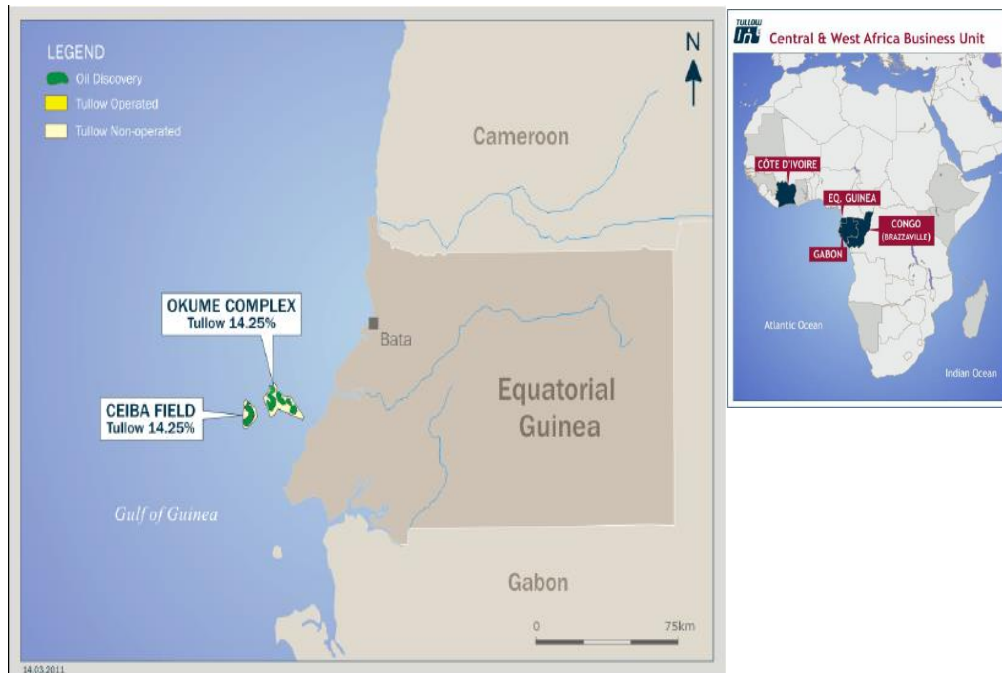 LEGEND
Oil Discovery
Tullow Operated
Tullow Non-operated
N
Cameroon
OKUME COMPLEX
Tullow 14.25%
Bata
CEIBA FIELD
Tullow 14.25%
Equatorial
Guinea
Gulf of Guinea
Gabon
0
75km
14.03.2011
TULLOW
Central & West Africa Business Unit
CÔTE D'IVOIRE
EQ. GUINEA
CONGO
(BRAZZAVILLE)
GABON
Atlantic Ocean
Indian Ocean